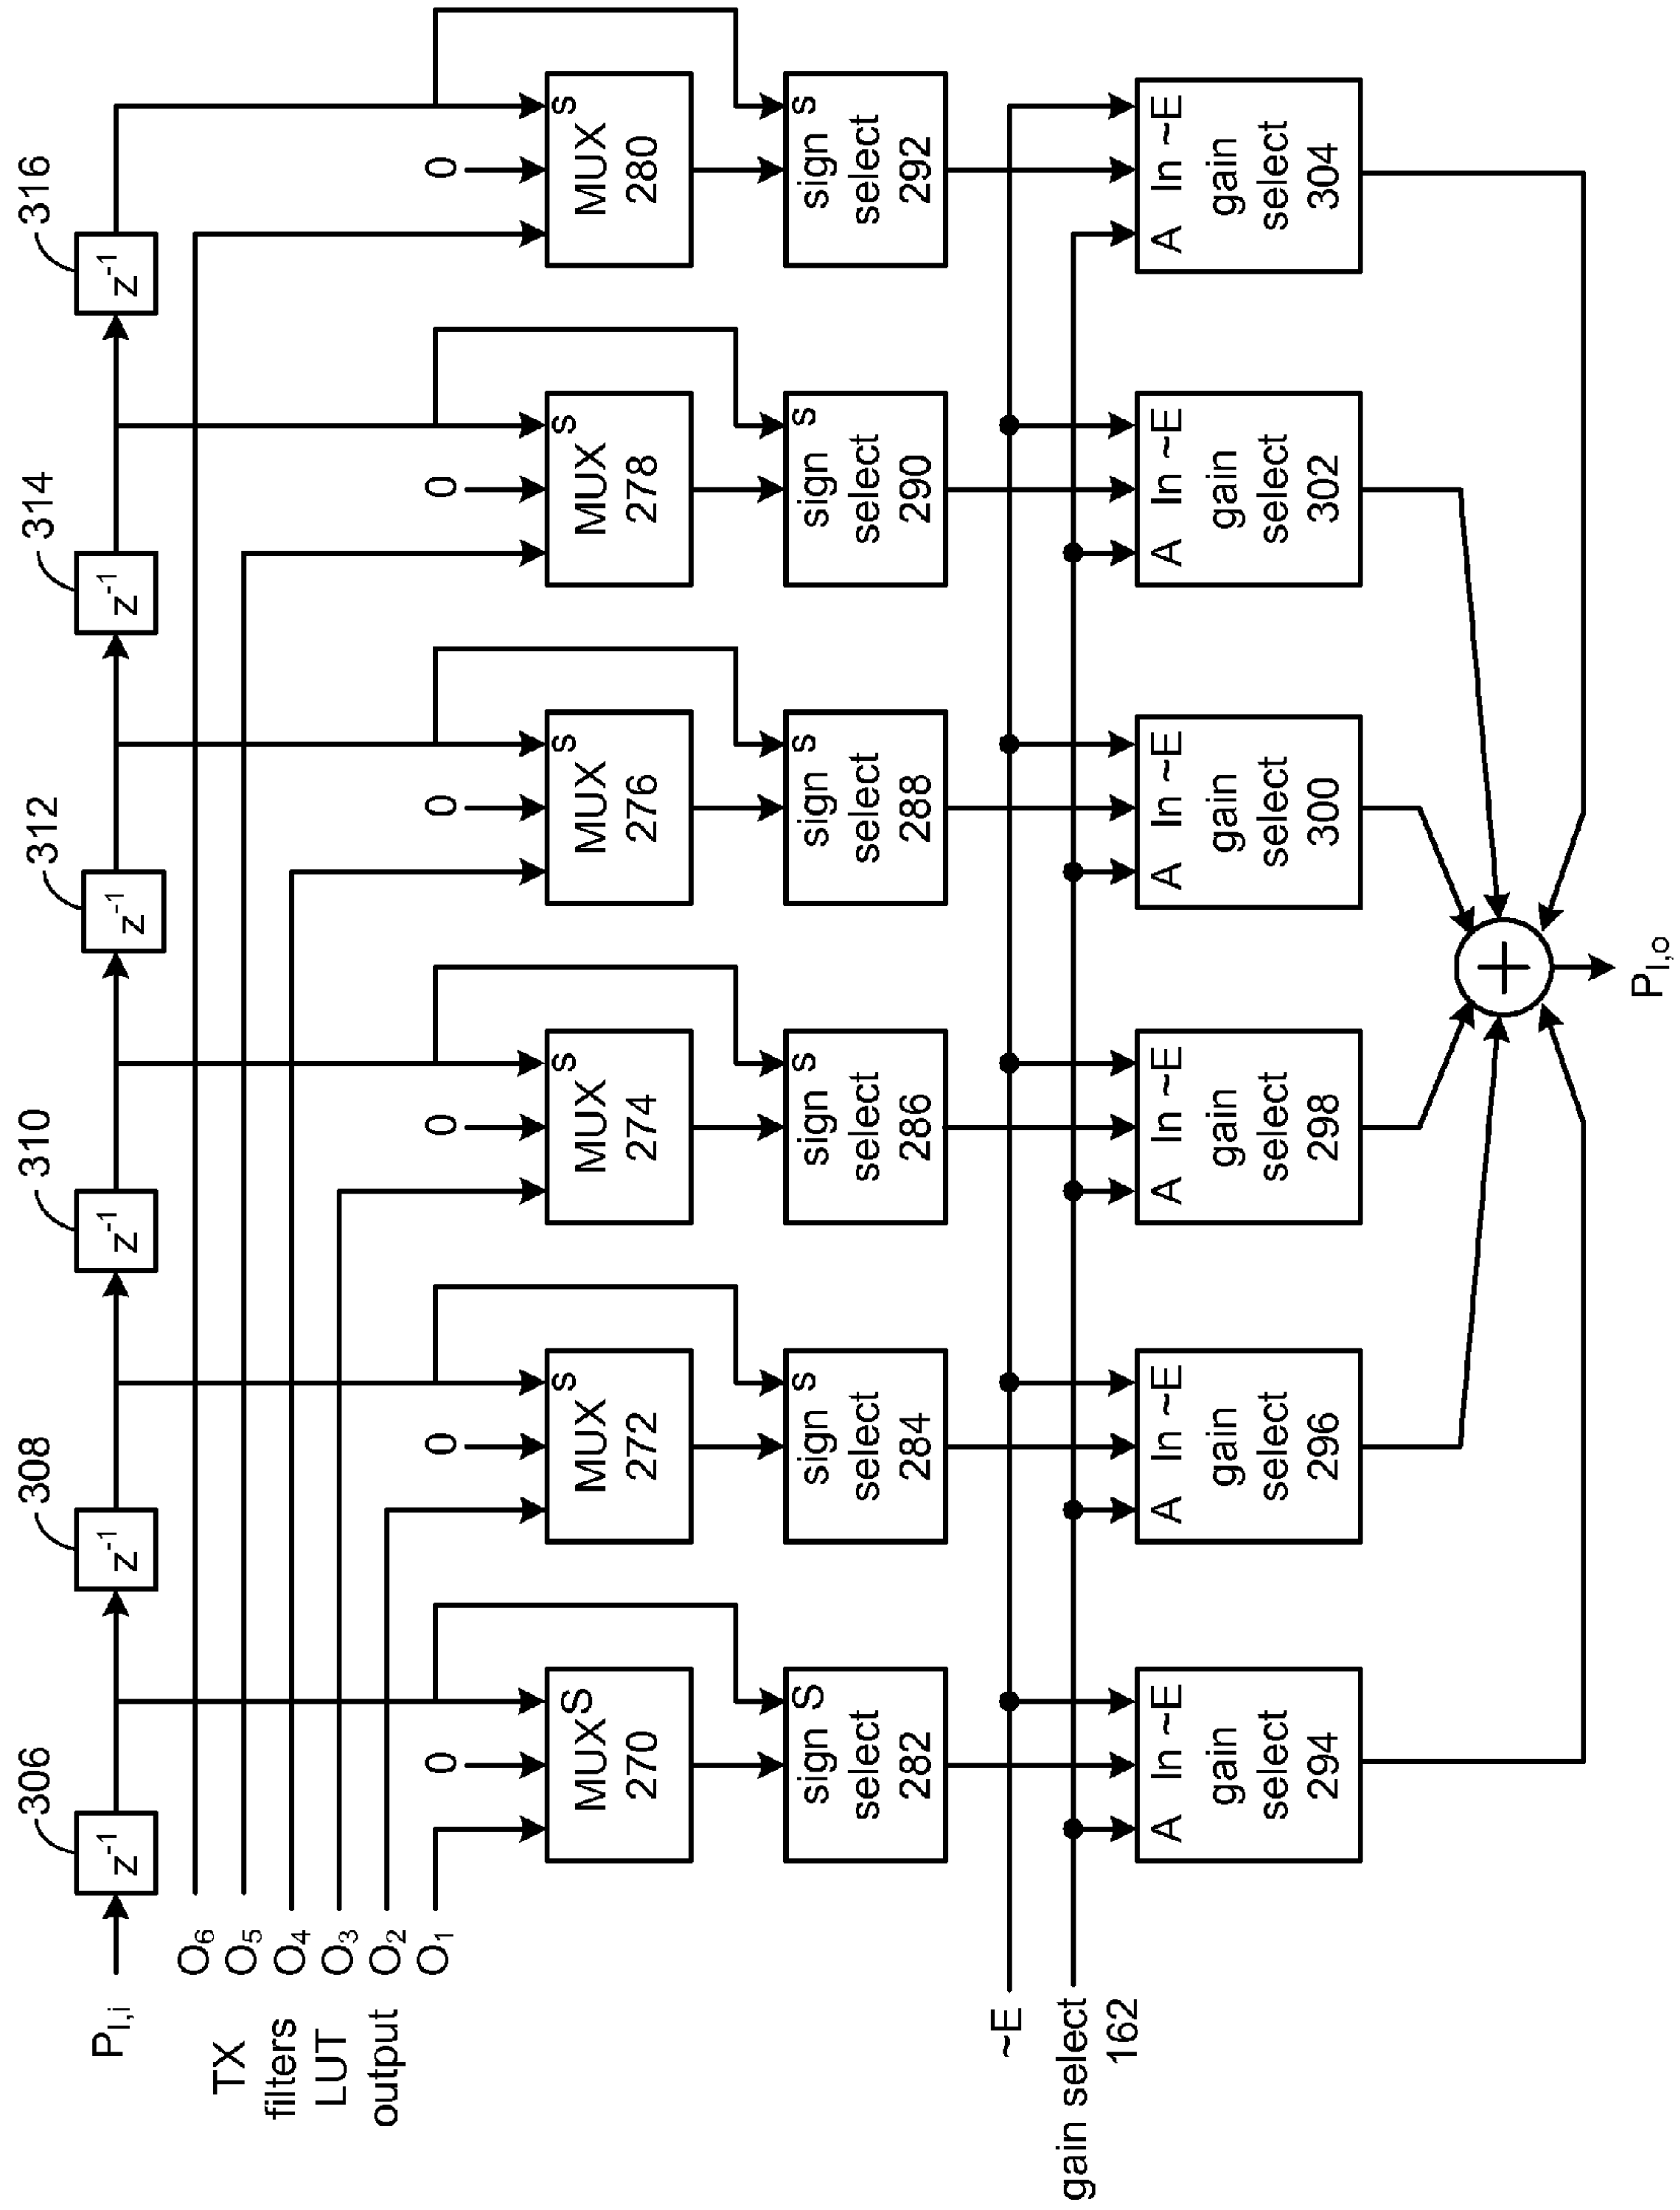 306 308 310 312 314 316
P_I,i z⁻¹ z⁻¹ z⁻¹ z⁻¹ z⁻¹ z⁻¹
TX filters LUT output
O₆
O₅
O₄
O₃
O₂
O₁
0 0 0 0 0 0
MUX S 270
MUX s 272
MUX s 274
MUX s 276
MUX s 278
MUX s 280
sign S select 282
sign s select 284
sign s select 286
sign s select 288
sign s select 290
sign s select 292
~E
gain select 162
A In ~E gain select 294
A In ~E gain select 296
A In ~E gain select 298
A In ~E gain select 300
A In ~E gain select 302
A In ~E gain select 304
+
P_I,o